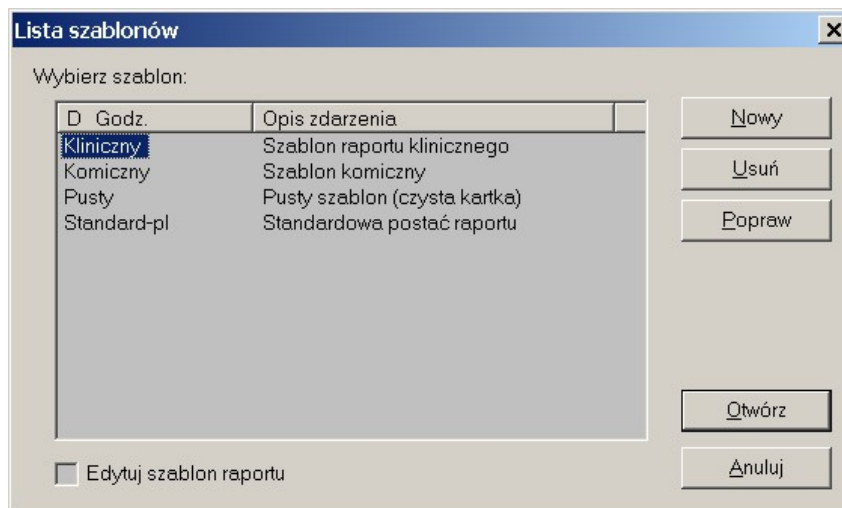 Lista szablonów
Wybierz szablon:
D Godz. Opis zdarzenia
Kliniczny Szablon raportu klinicznego
Komiczny Szablon komiczny
Pusty Pusty szablon (czysta kartka)
Standard-pl Standardowa postać raportu
Nowy
Usuń
Popraw
Otwórz
Edytuj szablon raportu
Anuluj